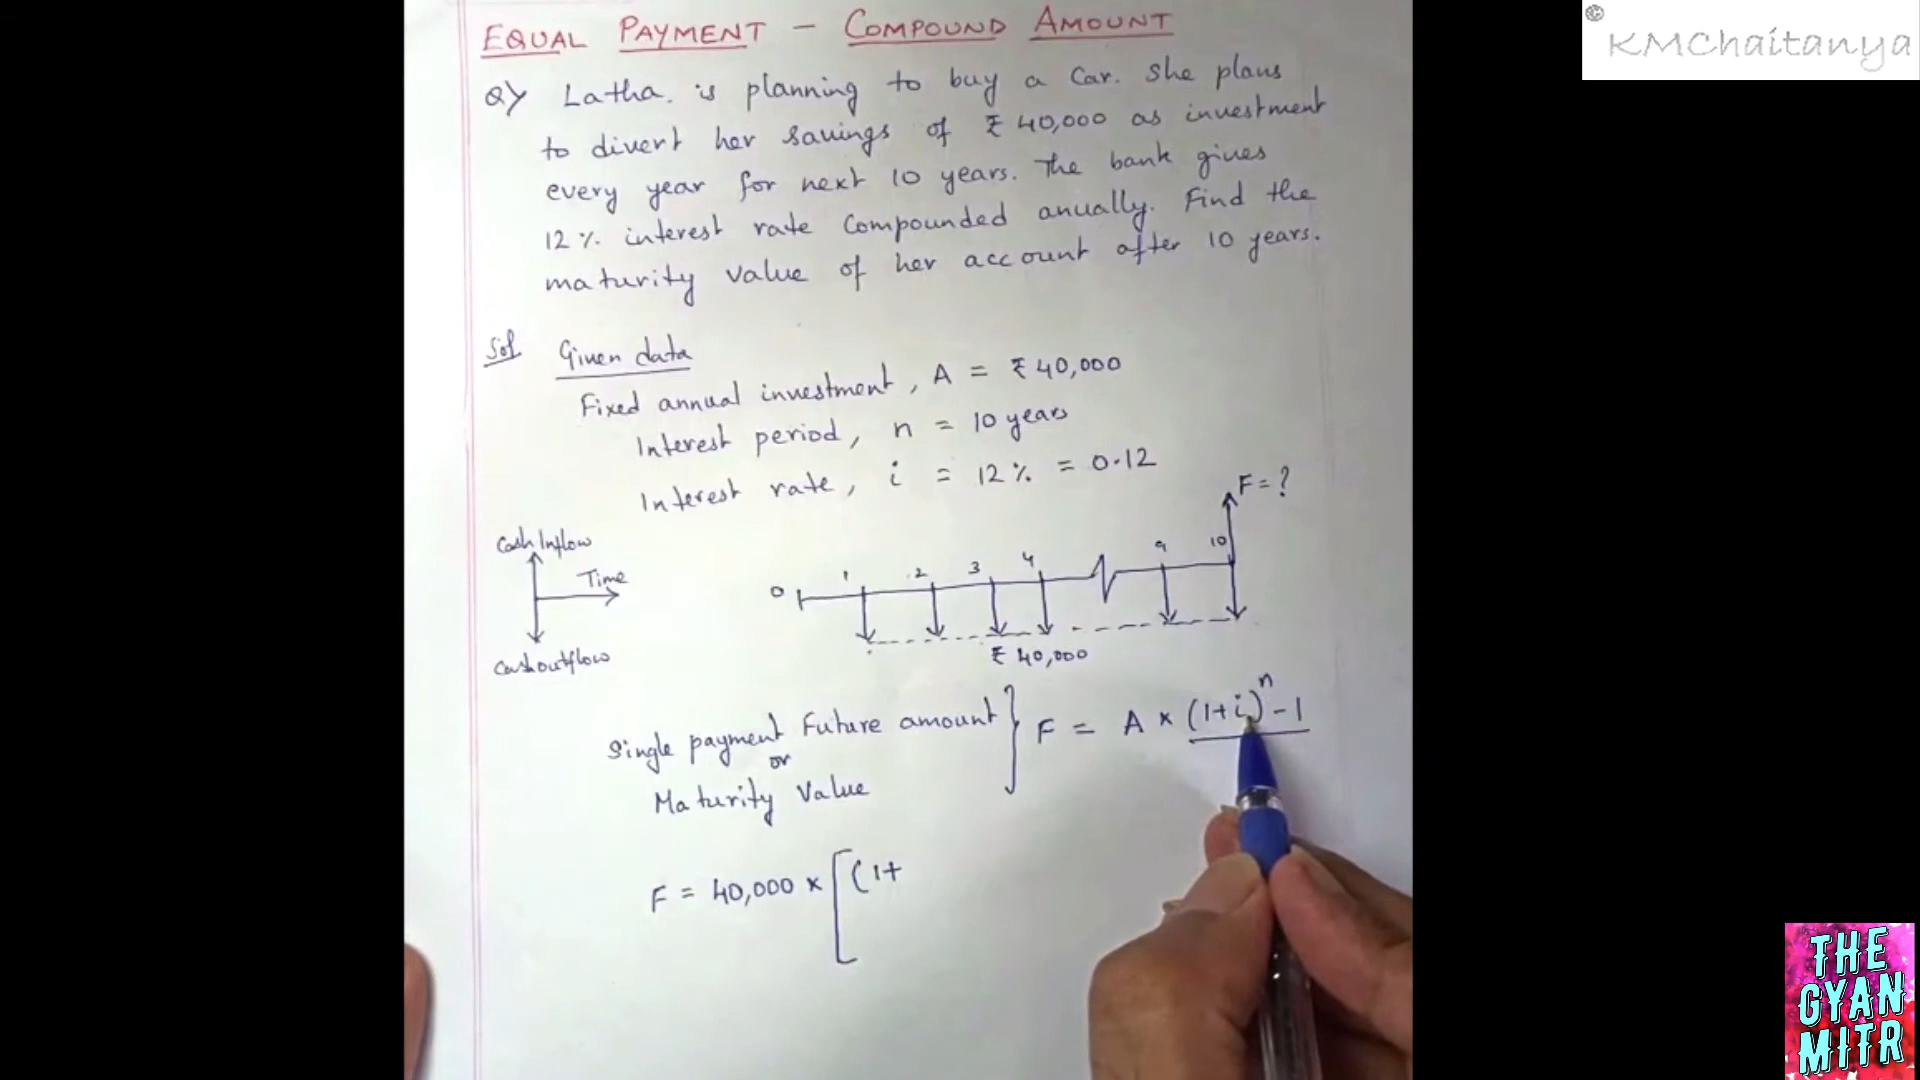 EQUAL PAYMENT - COMPOUND AMOUNT
Q) Latha. is planning to buy a Car. She plans
to divert her savings of ₹ 40,000 as investment
every year for next 10 years. The bank gives
12 % interest rate compounded anually. Find the
maturity value of her account after 10 years.
Sol Given data
Fixed annual investment, A = ₹ 40,000
Interest period, n = 10 years
Interest rate, i = 12 % = 0.12
F = ?
Cash Inflow
Time
Cash outflow
0 1 2 3 4 9 10
₹ 40,000
Single payment Future amount
or
Maturity Value
F = A × (1+i)^n - 1
F = 40,000 × [ (1+
© KMChaitanya
THE
GYAN
MITR